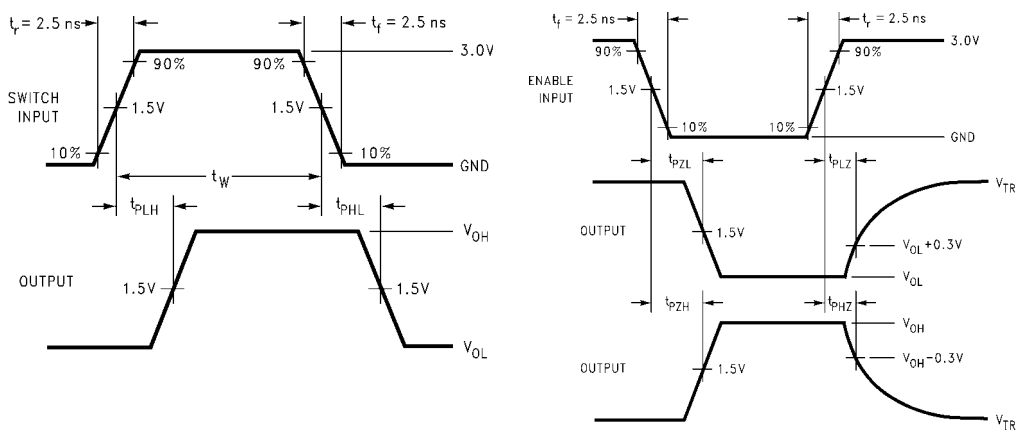 tr = 2.5 ns
tf = 2.5 ns
3.0V
90%
90%
SWITCH
INPUT
1.5V
1.5V
10%
10%
GND
tW
tPLH
tPHL
VOH
OUTPUT
1.5V
1.5V
VOL
tf = 2.5 ns
tr = 2.5 ns
3.0V
90%
90%
ENABLE
INPUT
1.5V
1.5V
10%
10%
GND
tPZL
tPLZ
VTR
OUTPUT
1.5V
VOL+0.3V
VOL
tPZH
tPHZ
VOH
VOH−0.3V
OUTPUT
1.5V
VTR